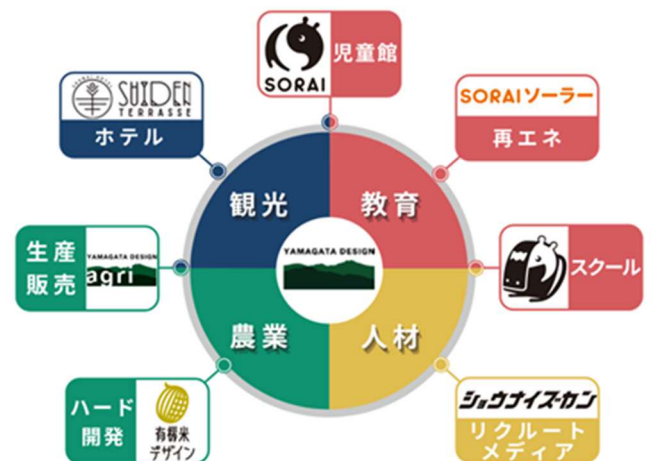 SORAI
児童館
SUIDEN
TERRASSE
ホテル
SORAIソーラー
再エネ
観光
教育
YAMAGATA DESIGN
生産
販売
YAMAGATA DESIGN
agri
スクール
農業
人材
ハード
開発
有機米
デザイン
ショウナイズカン
リクルート
メディア